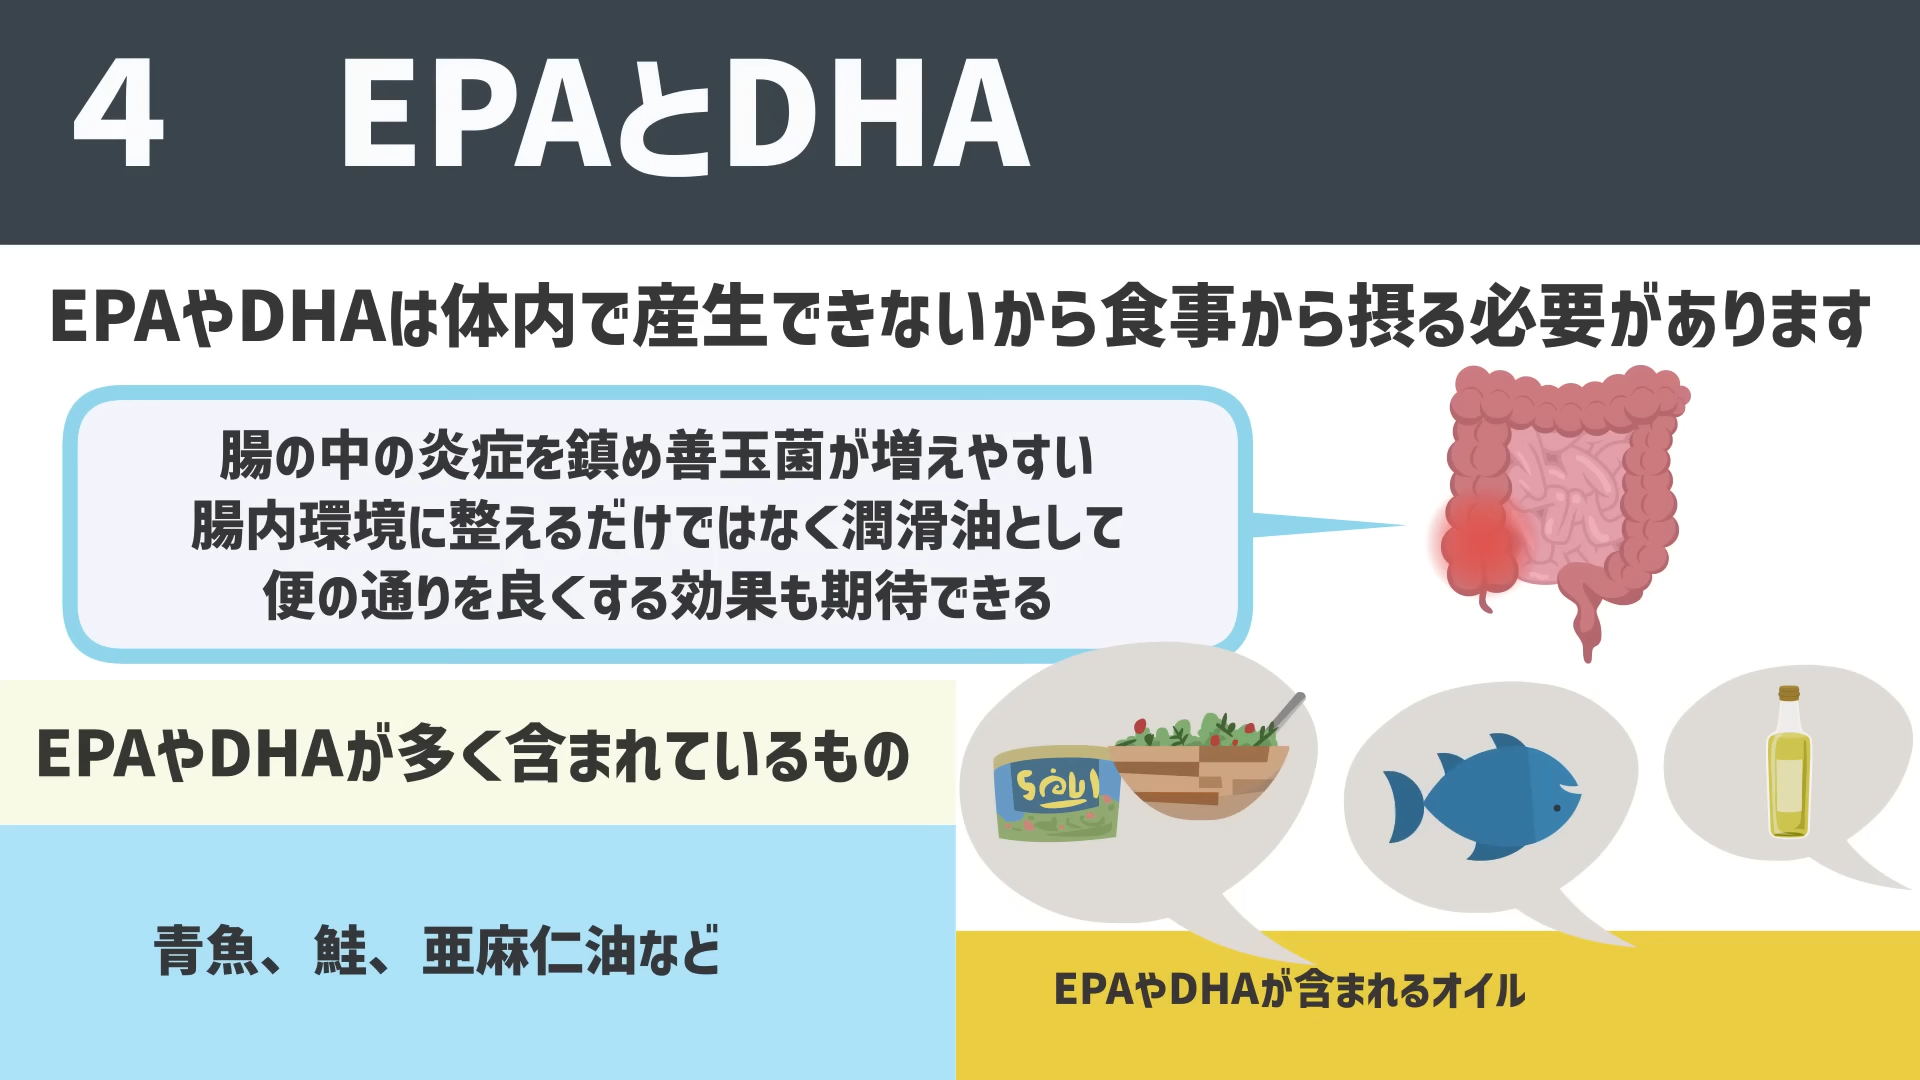 4　EPAとDHA
EPAやDHAは体内で産生できないから食事から摂る必要があります
腸の中の炎症を鎮め善玉菌が増えやすい
腸内環境に整えるだけではなく潤滑油として
便の通りを良くする効果も期待できる
EPAやDHAが多く含まれているもの
青魚、鮭、亜麻仁油など
EPAやDHAが含まれるオイル